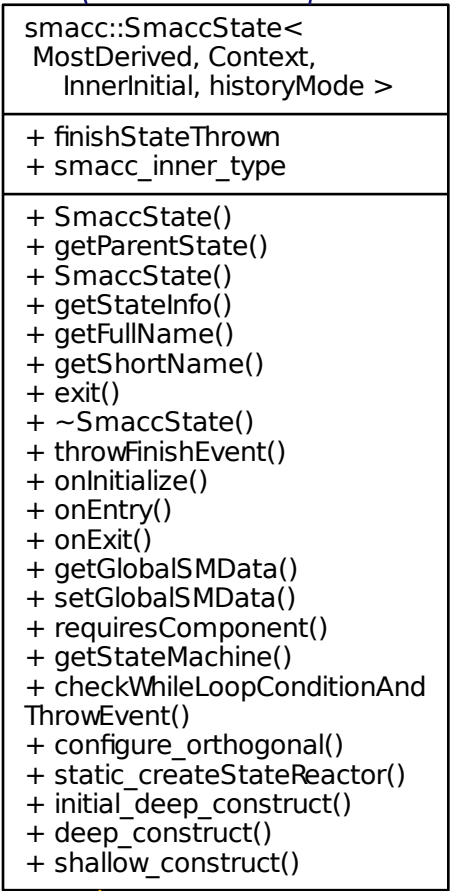 smacc::SmaccState<
MostDerived, Context,
InnerInitial, historyMode >
+ finishStateThrown
+ smacc_inner_type
+ SmaccState()
+ getParentState()
+ SmaccState()
+ getStateInfo()
+ getFullName()
+ getShortName()
+ exit()
+ ~SmaccState()
+ throwFinishEvent()
+ onInitialize()
+ onEntry()
+ onExit()
+ getGlobalSMData()
+ setGlobalSMData()
+ requiresComponent()
+ getStateMachine()
+ checkWhileLoopConditionAnd
ThrowEvent()
+ configure_orthogonal()
+ static_createStateReactor()
+ initial_deep_construct()
+ deep_construct()
+ shallow_construct()